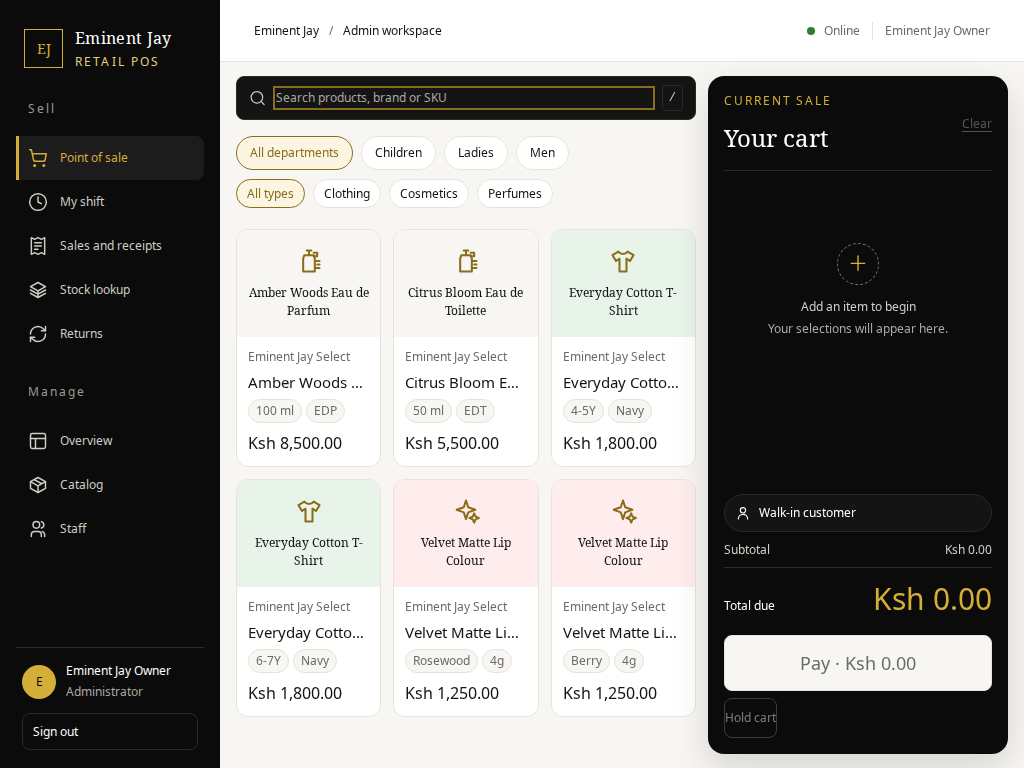 EJ
Eminent Jay
RETAIL POS
Sell
Point of sale
My shift
Sales and receipts
Stock lookup
Returns
Manage
Overview
Catalog
Staff
E
Eminent Jay Owner
Administrator
Sign out
Eminent Jay / Admin workspace
Online
Eminent Jay Owner
Search products, brand or SKU
/
All departments
Children
Ladies
Men
All types
Clothing
Cosmetics
Perfumes
Amber Woods Eau de
Parfum
Eminent Jay Select
Amber Woods ...
100 ml
EDP
Ksh 8,500.00
Citrus Bloom Eau de
Toilette
Eminent Jay Select
Citrus Bloom E...
50 ml
EDT
Ksh 5,500.00
Everyday Cotton T-
Shirt
Eminent Jay Select
Everyday Cotto...
4-5Y
Navy
Ksh 1,800.00
Everyday Cotton T-
Shirt
Eminent Jay Select
Everyday Cotto...
6-7Y
Navy
Ksh 1,800.00
Velvet Matte Lip
Colour
Eminent Jay Select
Velvet Matte Li...
Rosewood
4g
Ksh 1,250.00
Velvet Matte Lip
Colour
Eminent Jay Select
Velvet Matte Li...
Berry
4g
Ksh 1,250.00
CURRENT SALE
Your cart
Clear
Add an item to begin
Your selections will appear here.
Walk-in customer
Subtotal
Ksh 0.00
Total due
Ksh 0.00
Pay · Ksh 0.00
Hold cart